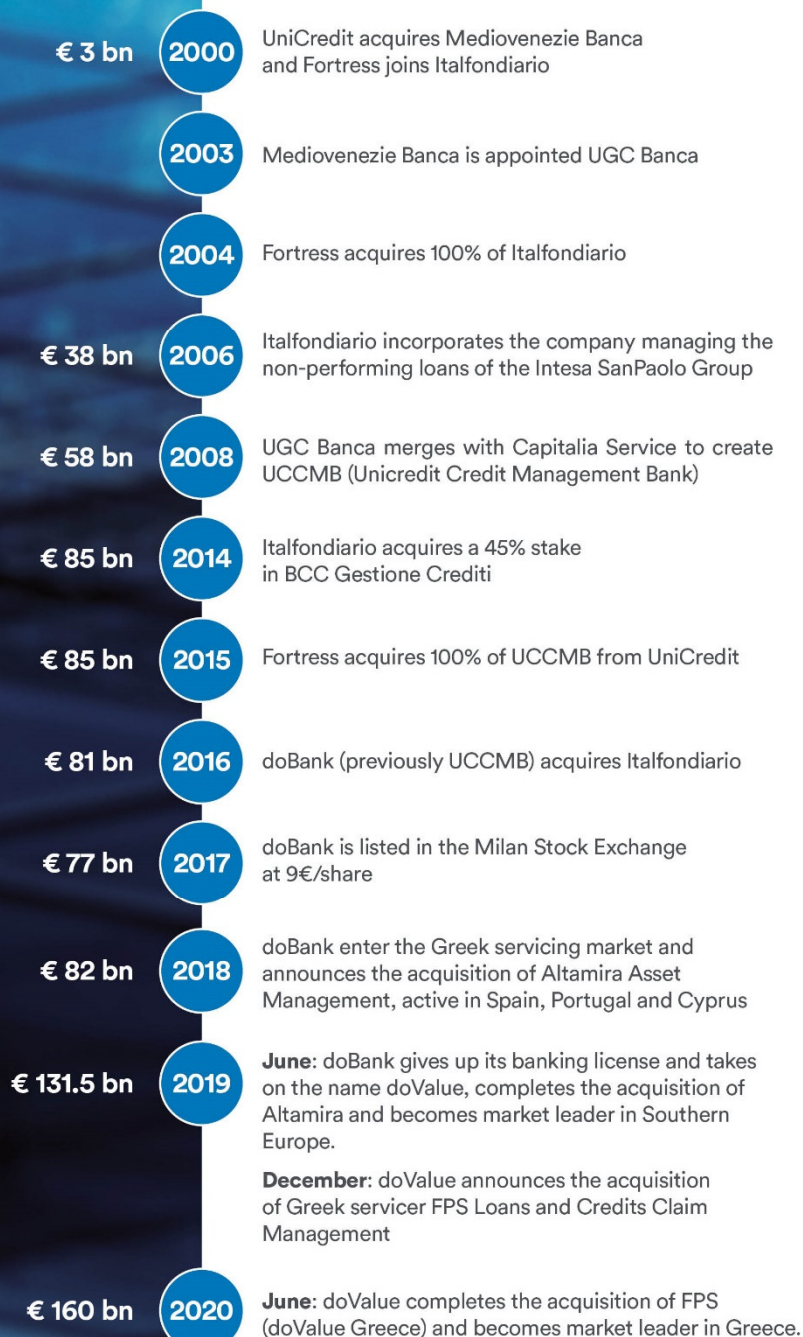 € 3 bn
2000
UniCredit acquires Mediovenezie Banca
and Fortress joins Italfondiario
2003
Mediovenezie Banca is appointed UGC Banca
2004
Fortress acquires 100% of Italfondiario
€ 38 bn
2006
Italfondiario incorporates the company managing the
non-performing loans of the Intesa SanPaolo Group
€ 58 bn
2008
UGC Banca merges with Capitalia Service to create
UCCMB (Unicredit Credit Management Bank)
€ 85 bn
2014
Italfondiario acquires a 45% stake
in BCC Gestione Crediti
€ 85 bn
2015
Fortress acquires 100% of UCCMB from UniCredit
€ 81 bn
2016
doBank (previously UCCMB) acquires Italfondiario
€ 77 bn
2017
doBank is listed in the Milan Stock Exchange
at 9€/share
€ 82 bn
2018
doBank enter the Greek servicing market and
announces the acquisition of Altamira Asset
Management, active in Spain, Portugal and Cyprus
€ 131.5 bn
2019
June: doBank gives up its banking license and takes
on the name doValue, completes the acquisition of
Altamira and becomes market leader in Southern
Europe.
December: doValue announces the acquisition
of Greek servicer FPS Loans and Credits Claim
Management
€ 160 bn
2020
June: doValue completes the acquisition of FPS
(doValue Greece) and becomes market leader in Greece.